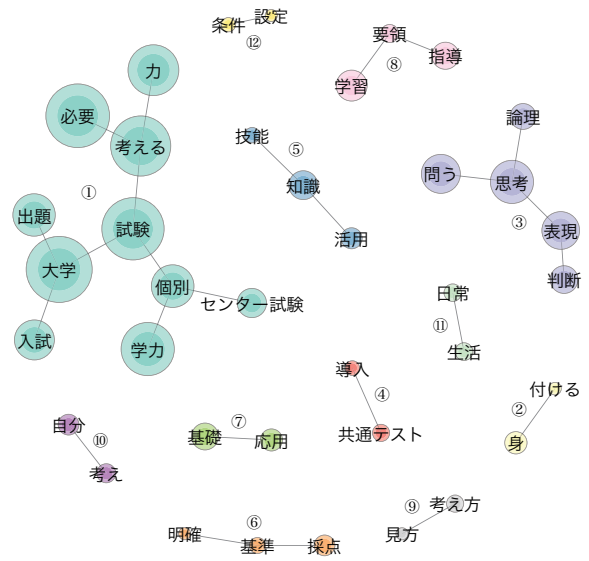 設定
条件
⑫
要領
指導
⑧
学習
力
必要
考える
①
出題
試験
大学
個別
センター試験
入試
学力
技能
⑤
知識
活用
論理
問う
思考
③
表現
判断
日常
⑪
生活
導入
④
共通テスト
付ける
②
身
自分
⑩
考え
⑦
基礎
応用
明確
⑥
基準
採点
考え方
⑨
見方